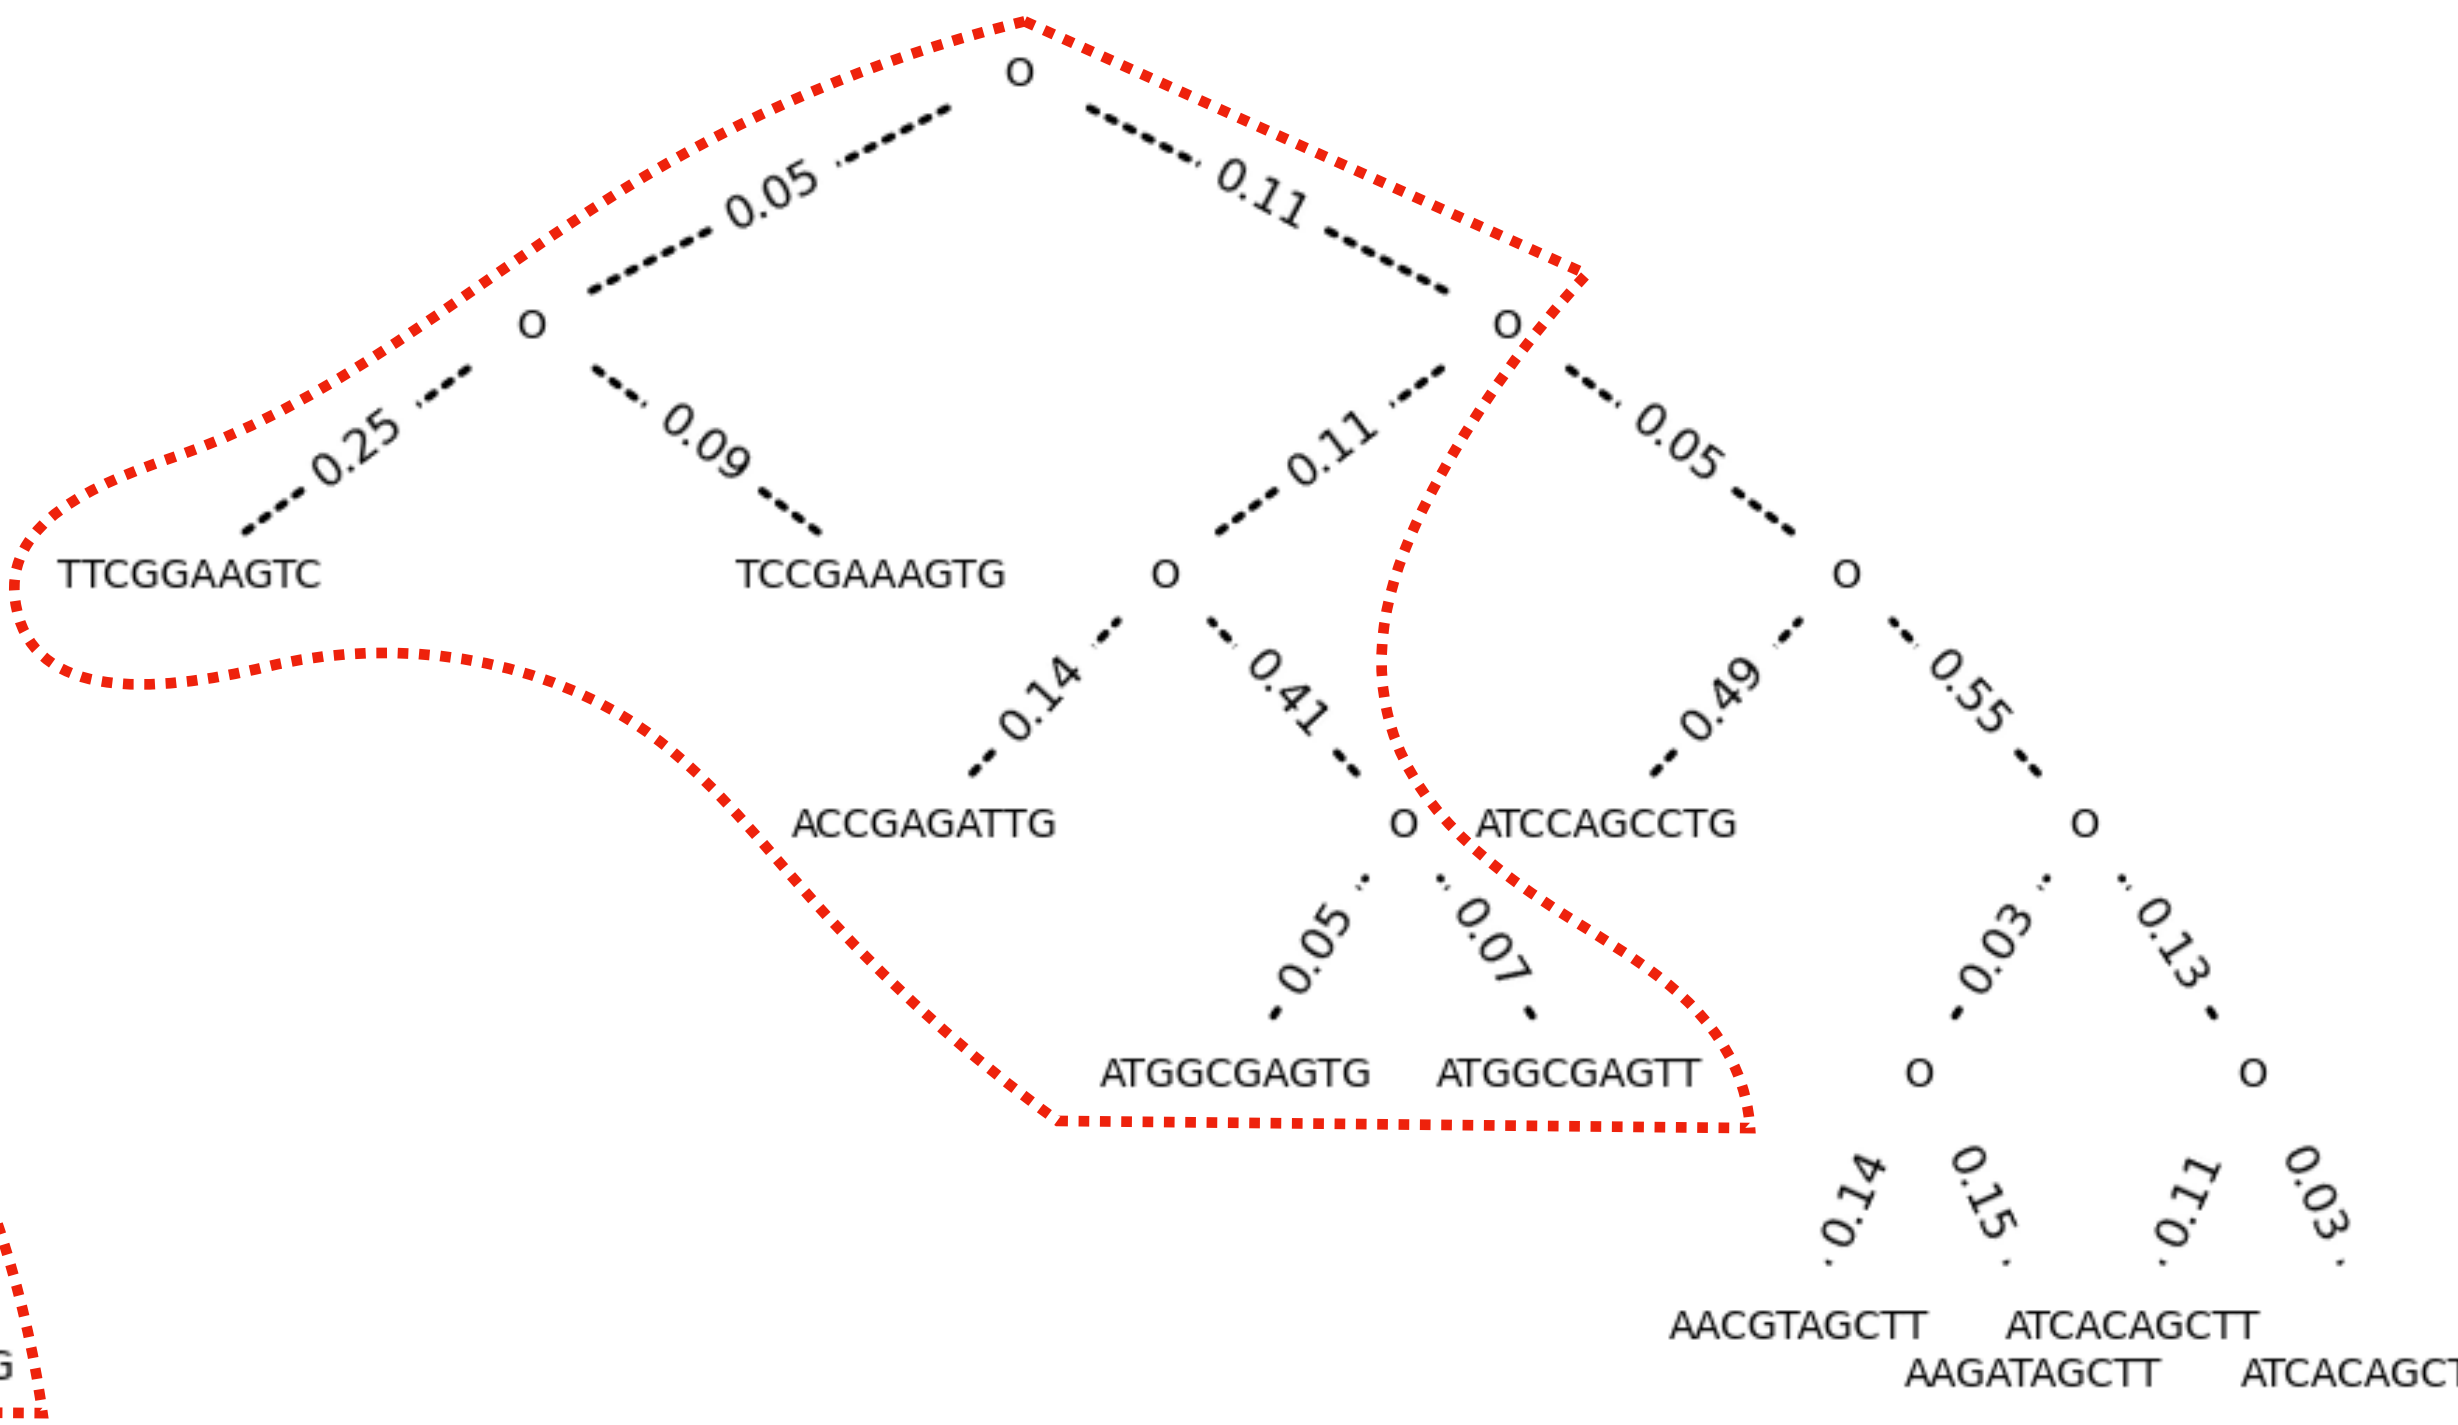 O
0.05 0.11
O O
0.25 0.09 0.11 0.05
TTCGGAAGTC TCCGAAAGTG O O
0.14 0.41 0.49 0.55
ACCGAGATTG O ATCCAGCCTG O
0.05 0.07 0.03 0.13
ATGGCGAGTG ATGGCGAGTT O O
0.14 0.15 0.11 0.03
AACGTAGCTT ATCACAGCTT
G AAGATAGCTT ATCACAGCT